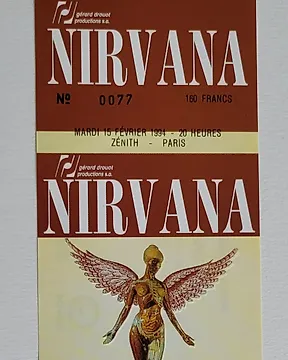 gérard drouot
productions s.a.
NIRVANA
Nº 0077 160 FRANCS
MARDI 15 FÉVRIER 1994 - 20 HEURES
ZÉNITH - PARIS
gérard drouot
productions s.a.
NIRVANA